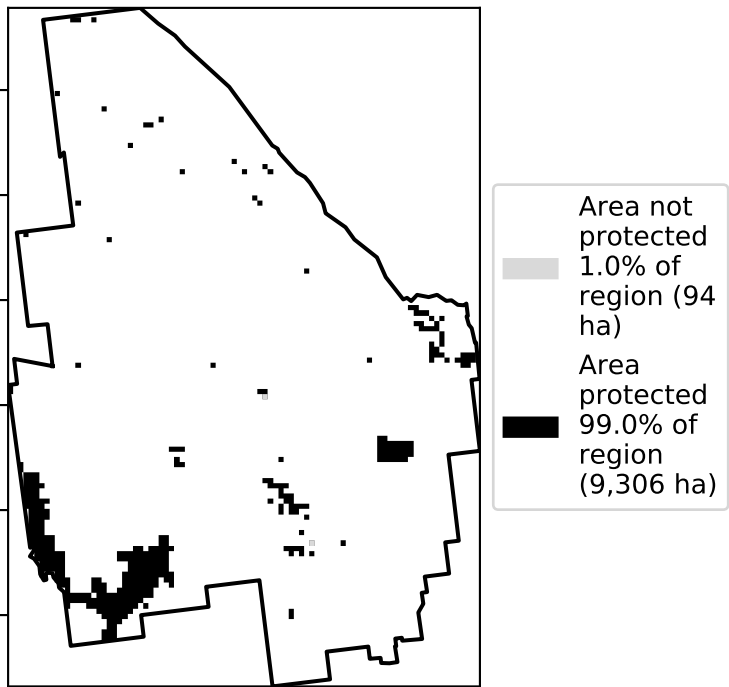 Area not
protected
1.0% of
region (94
ha)
Area
protected
99.0% of
region
(9,306 ha)